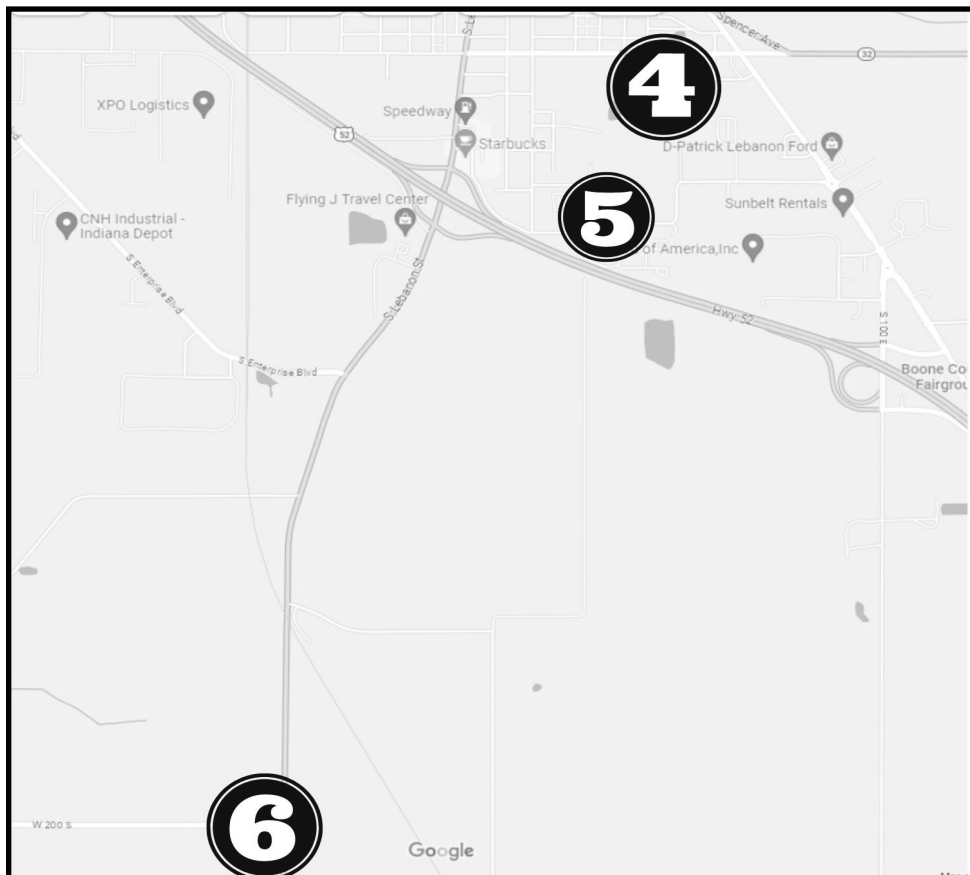 S Le
Spencer Ave
32
4
XPO Logistics
Speedway
52
Starbucks
D-Patrick Lebanon Ford
Flying J Travel Center
5
Sunbelt Rentals
CNH Industrial -
Indiana Depot
of America,Inc
S Enterprise Blvd
S Lebanon St
Hwy 52
S 100 E
S Enterprise Blvd
Boone Co
Fairgrou
6
W 200 S
Google